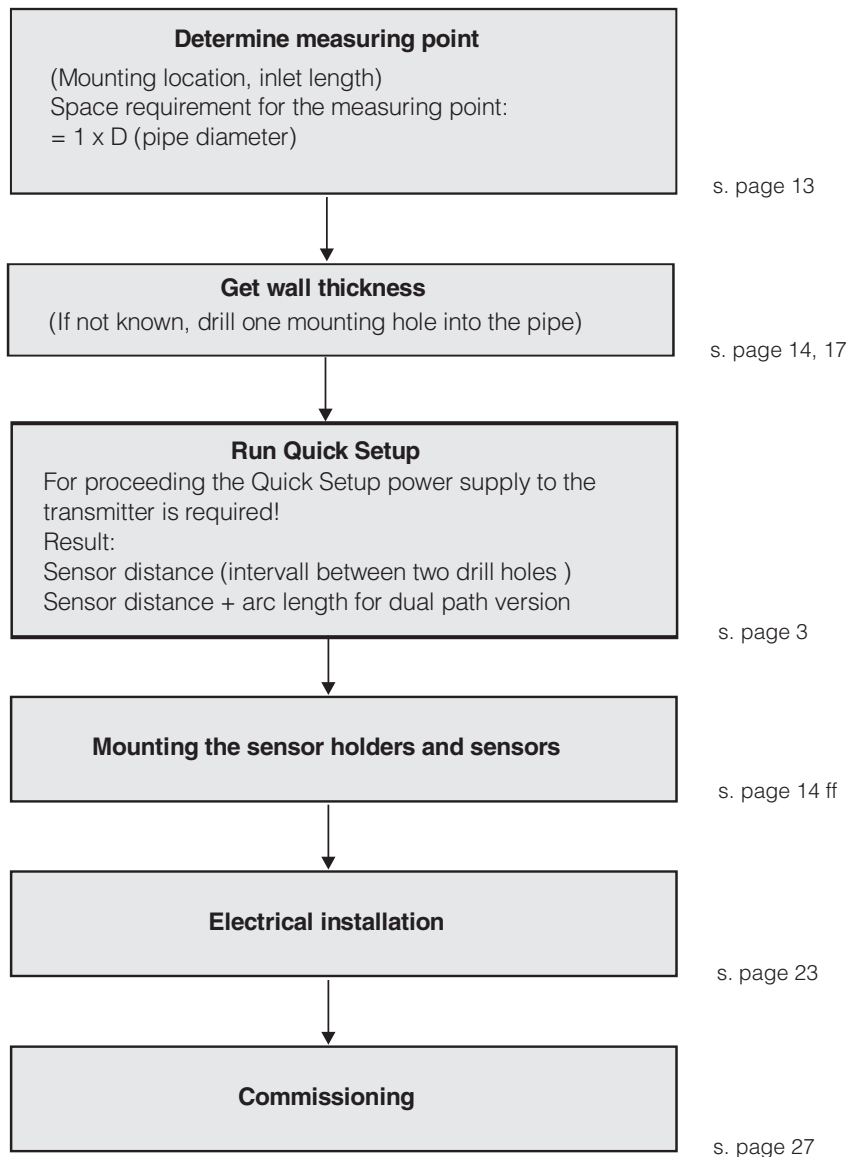 Determine measuring point
(Mounting location, inlet length)
Space requirement for the measuring point:
= 1 x D (pipe diameter)
s. page 13
Get wall thickness
(If not known, drill one mounting hole into the pipe)
s. page 14, 17
Run Quick Setup
For proceeding the Quick Setup power supply to the
transmitter is required!
Result:
Sensor distance (intervall between two drill holes )
Sensor distance + arc length for dual path version
s. page 3
Mounting the sensor holders and sensors
s. page 14 ff
Electrical installation
s. page 23
Commissioning
s. page 27